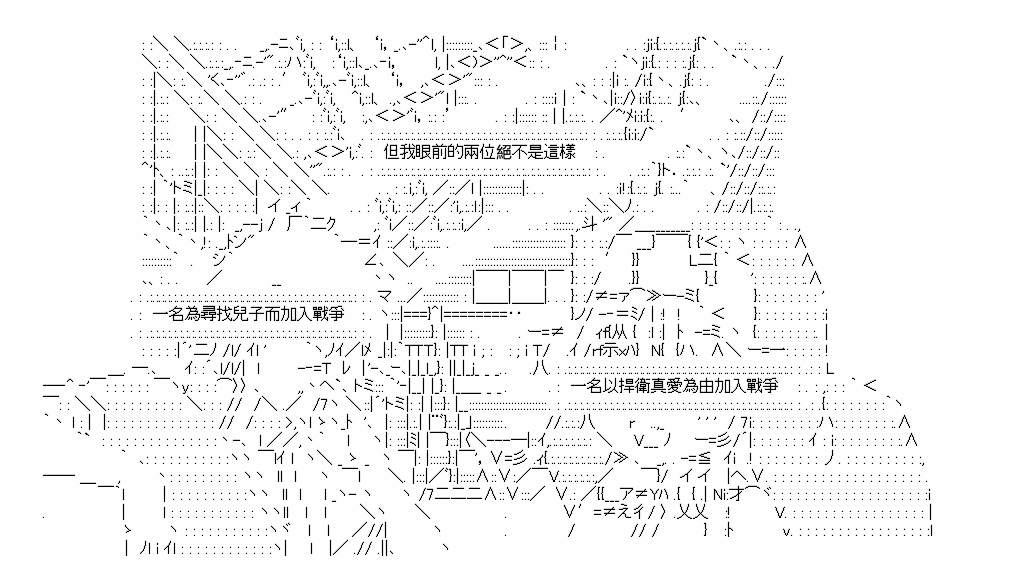 但我眼前的兩位絕不是這樣
一名為尋找兒子而加入戰爭
一名以捍衛真愛為由加入戰爭